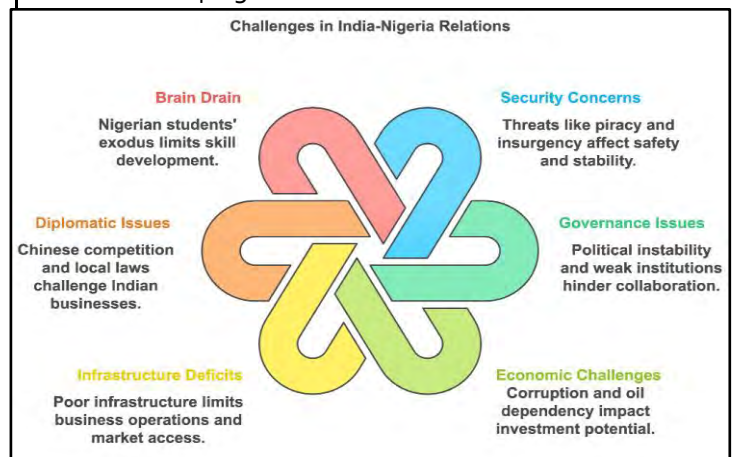 Challenges in India-Nigeria Relations
Brain Drain
Nigerian students'
exodus limits skill
development.
Security Concerns
Threats like piracy and
insurgency affect safety
and stability.
Diplomatic Issues
Chinese competition
and local laws
challenge Indian
businesses.
Governance Issues
Political instability
and weak institutions
hinder collaboration.
Infrastructure Deficits
Poor infrastructure limits
business operations and
market access.
Economic Challenges
Corruption and oil
dependency impact
investment potential.